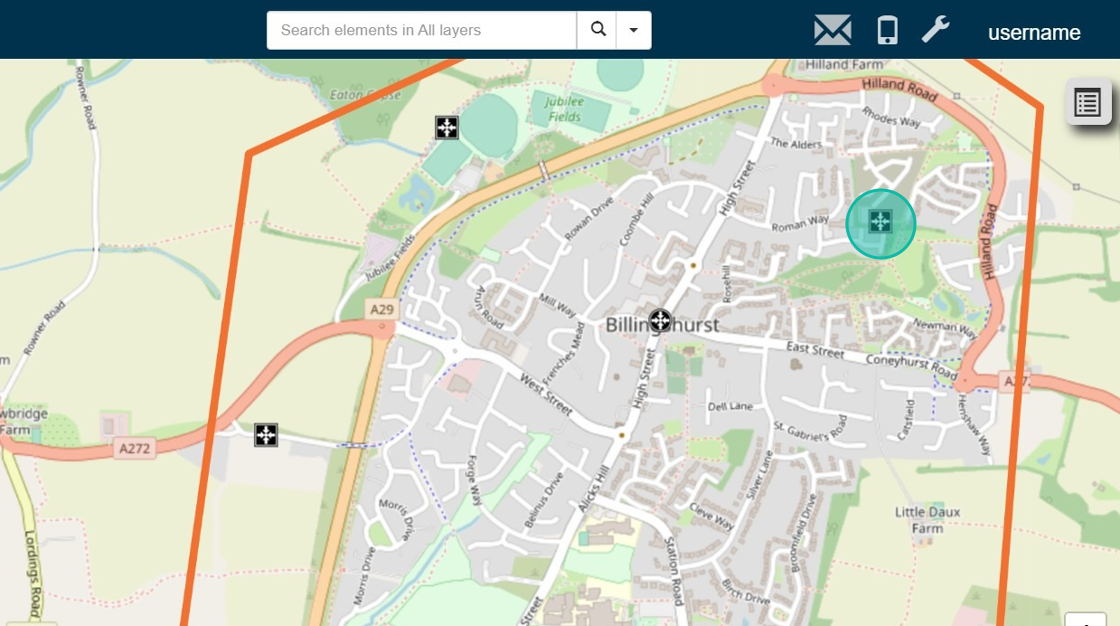 Search elements in All layers
username
Hilland Farm
Hilland Road
Rowner Road
Eaton Copse
Jubilee
Fields
Rhodes Way
The Alders
High Street
Rowan Drive
Coombe Hill
Roman Way
Hilland Road
Jubilee Fields
Rosehill
A29
Arun Road
Mill Way
Rowner Road
Newman Way
Frenches Mead
East Street
Coneyhurst Road
High Street
West Street
Dell Lane
Catsfield
Henshaw Way
wbridge
Farm
A272
St. Gabriel's Road
Forge Way
Silver Lane
Belinus Drive
Alicks Hill
Morris Drive
Cleve Way
Broomfield Drive
Little Daux
Farm
Lordings Road
Morris Drive
Station Road
Birch Drive
Street